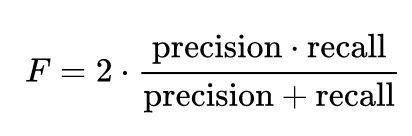 F = 2 · precision · recall / precision + recall